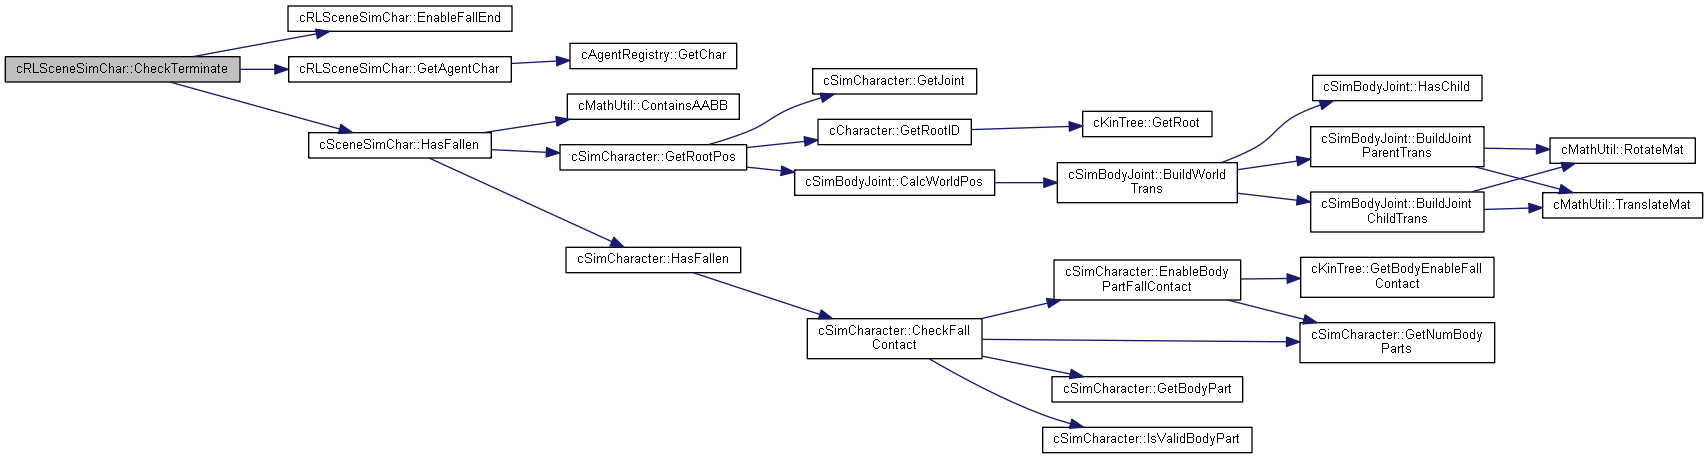 cRLSceneSimChar::EnableFallEnd
cRLSceneSimChar::CheckTerminate
cRLSceneSimChar::GetAgentChar
cAgentRegistry::GetChar
cSceneSimChar::HasFallen
cMathUtil::ContainsAABB
cSimCharacter::GetRootPos
cSimCharacter::GetJoint
cCharacter::GetRootID
cKinTree::GetRoot
cSimBodyJoint::CalcWorldPos
cSimBodyJoint::BuildWorld
Trans
cSimBodyJoint::HasChild
cSimBodyJoint::BuildJoint
ParentTrans
cSimBodyJoint::BuildJoint
ChildTrans
cMathUtil::RotateMat
cMathUtil::TranslateMat
cSimCharacter::HasFallen
cSimCharacter::CheckFall
Contact
cSimCharacter::EnableBody
PartFallContact
cKinTree::GetBodyEnableFall
Contact
cSimCharacter::GetNumBody
Parts
cSimCharacter::GetBodyPart
cSimCharacter::IsValidBodyPart